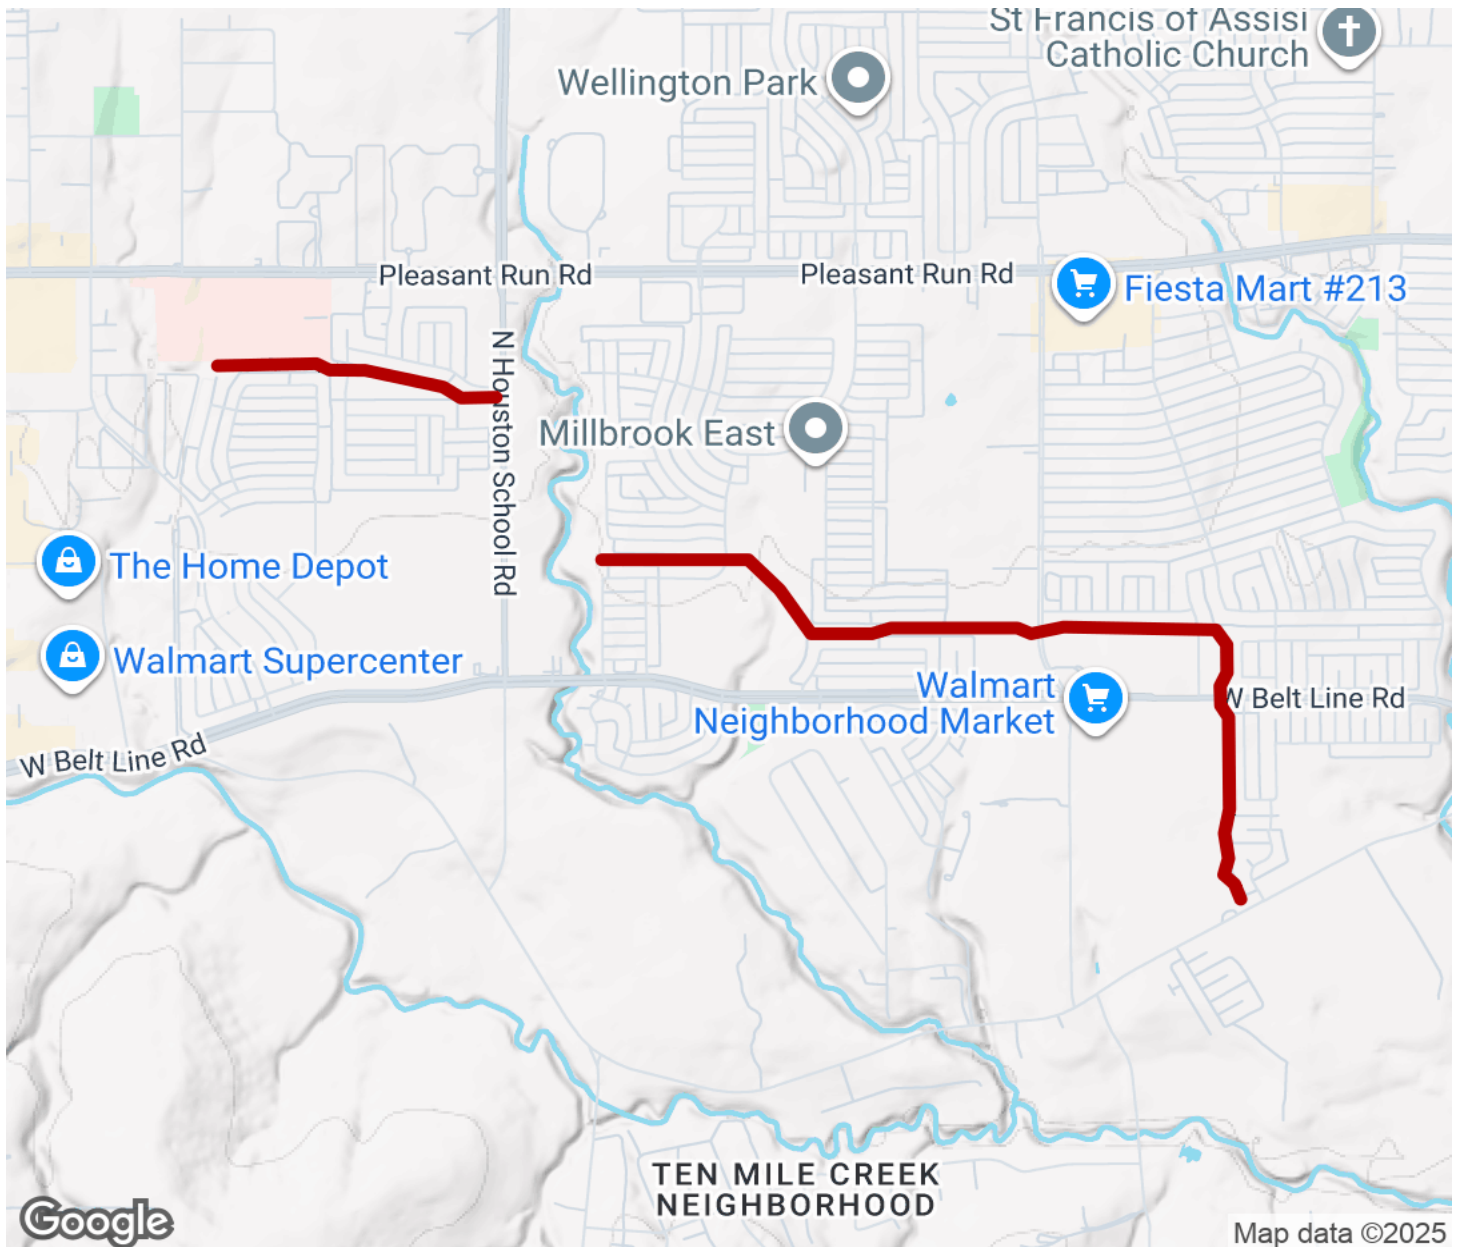 St Francis of Assisi
Catholic Church
Wellington Park
Pleasant Run Rd
Pleasant Run Rd
Fiesta Mart #213
N Houston School Rd
Millbrook East
The Home Depot
Walmart Supercenter
Walmart
Neighborhood Market
W Belt Line Rd
W Belt Line Rd
TEN MILE CREEK
NEIGHBORHOOD
Google
Map data ©2025